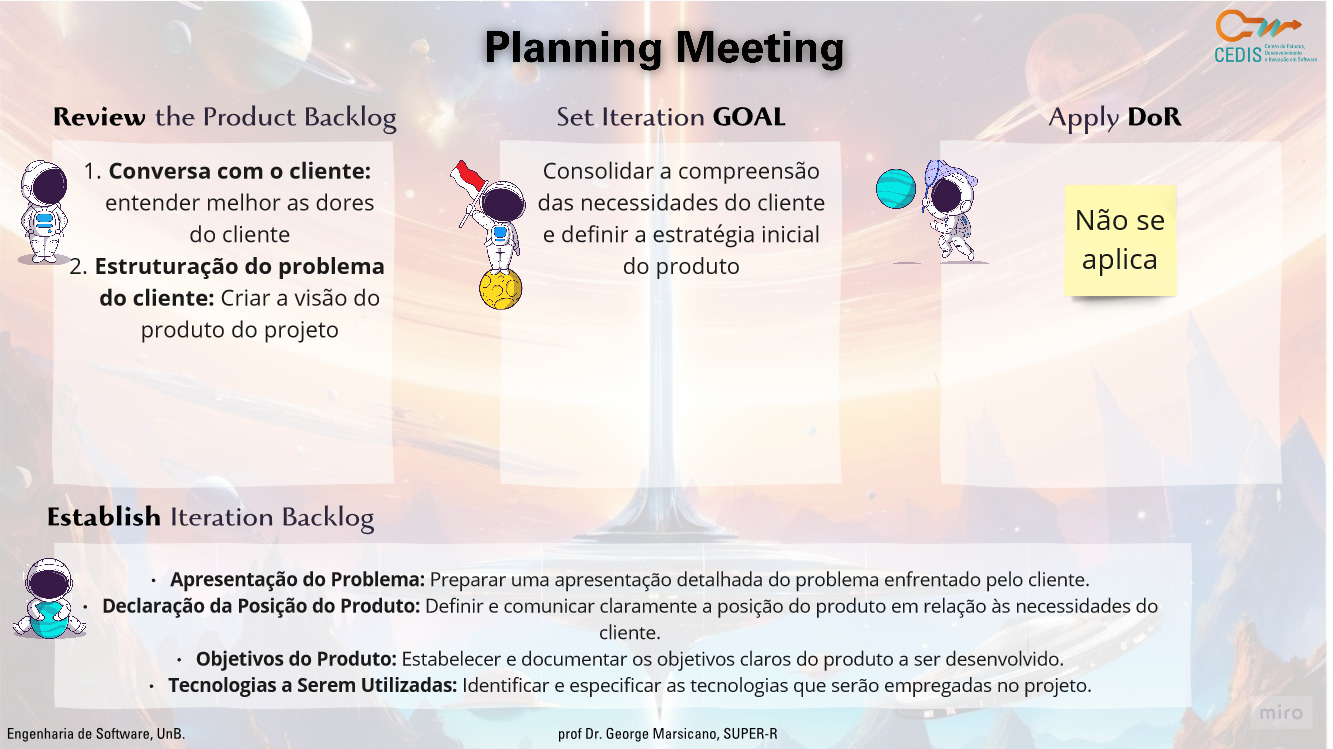 Planning Meeting
CEDIS
Centro de Estudos,
Desenvolvimento
e Inovação em Software
Review the Product Backlog
1. Conversa com o cliente:
entender melhor as dores
do cliente
2. Estruturação do problema
do cliente: Criar a visão do
produto do projeto
Set Iteration GOAL
Consolidar a compreensão
das necessidades do cliente
e definir a estratégia inicial
do produto
Apply DoR
Não se
aplica
Establish Iteration Backlog
• Apresentação do Problema: Preparar uma apresentação detalhada do problema enfrentado pelo cliente.
• Declaração da Posição do Produto: Definir e comunicar claramente a posição do produto em relação às necessidades do
cliente.
• Objetivos do Produto: Estabelecer e documentar os objetivos claros do produto a ser desenvolvido.
• Tecnologias a Serem Utilizadas: Identificar e especificar as tecnologias que serão empregadas no projeto.
miro
Engenharia de Software, UnB.
prof Dr. George Marsicano, SUPER-R